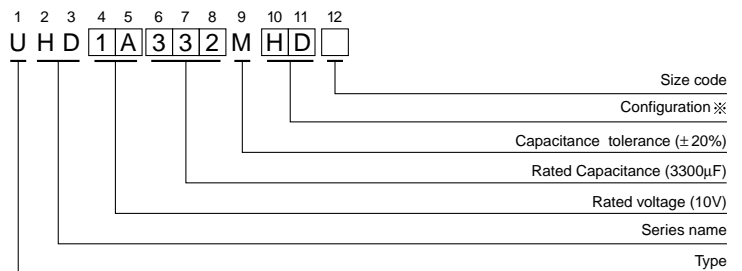 1 2 3 4 5 6 7 8 9 10 11 12
U H D 1 A 3 3 2 M H D
Size code
Configuration ※
Capacitance tolerance (±20%)
Rated Capacitance (3300µF)
Rated voltage (10V)
Series name
Type